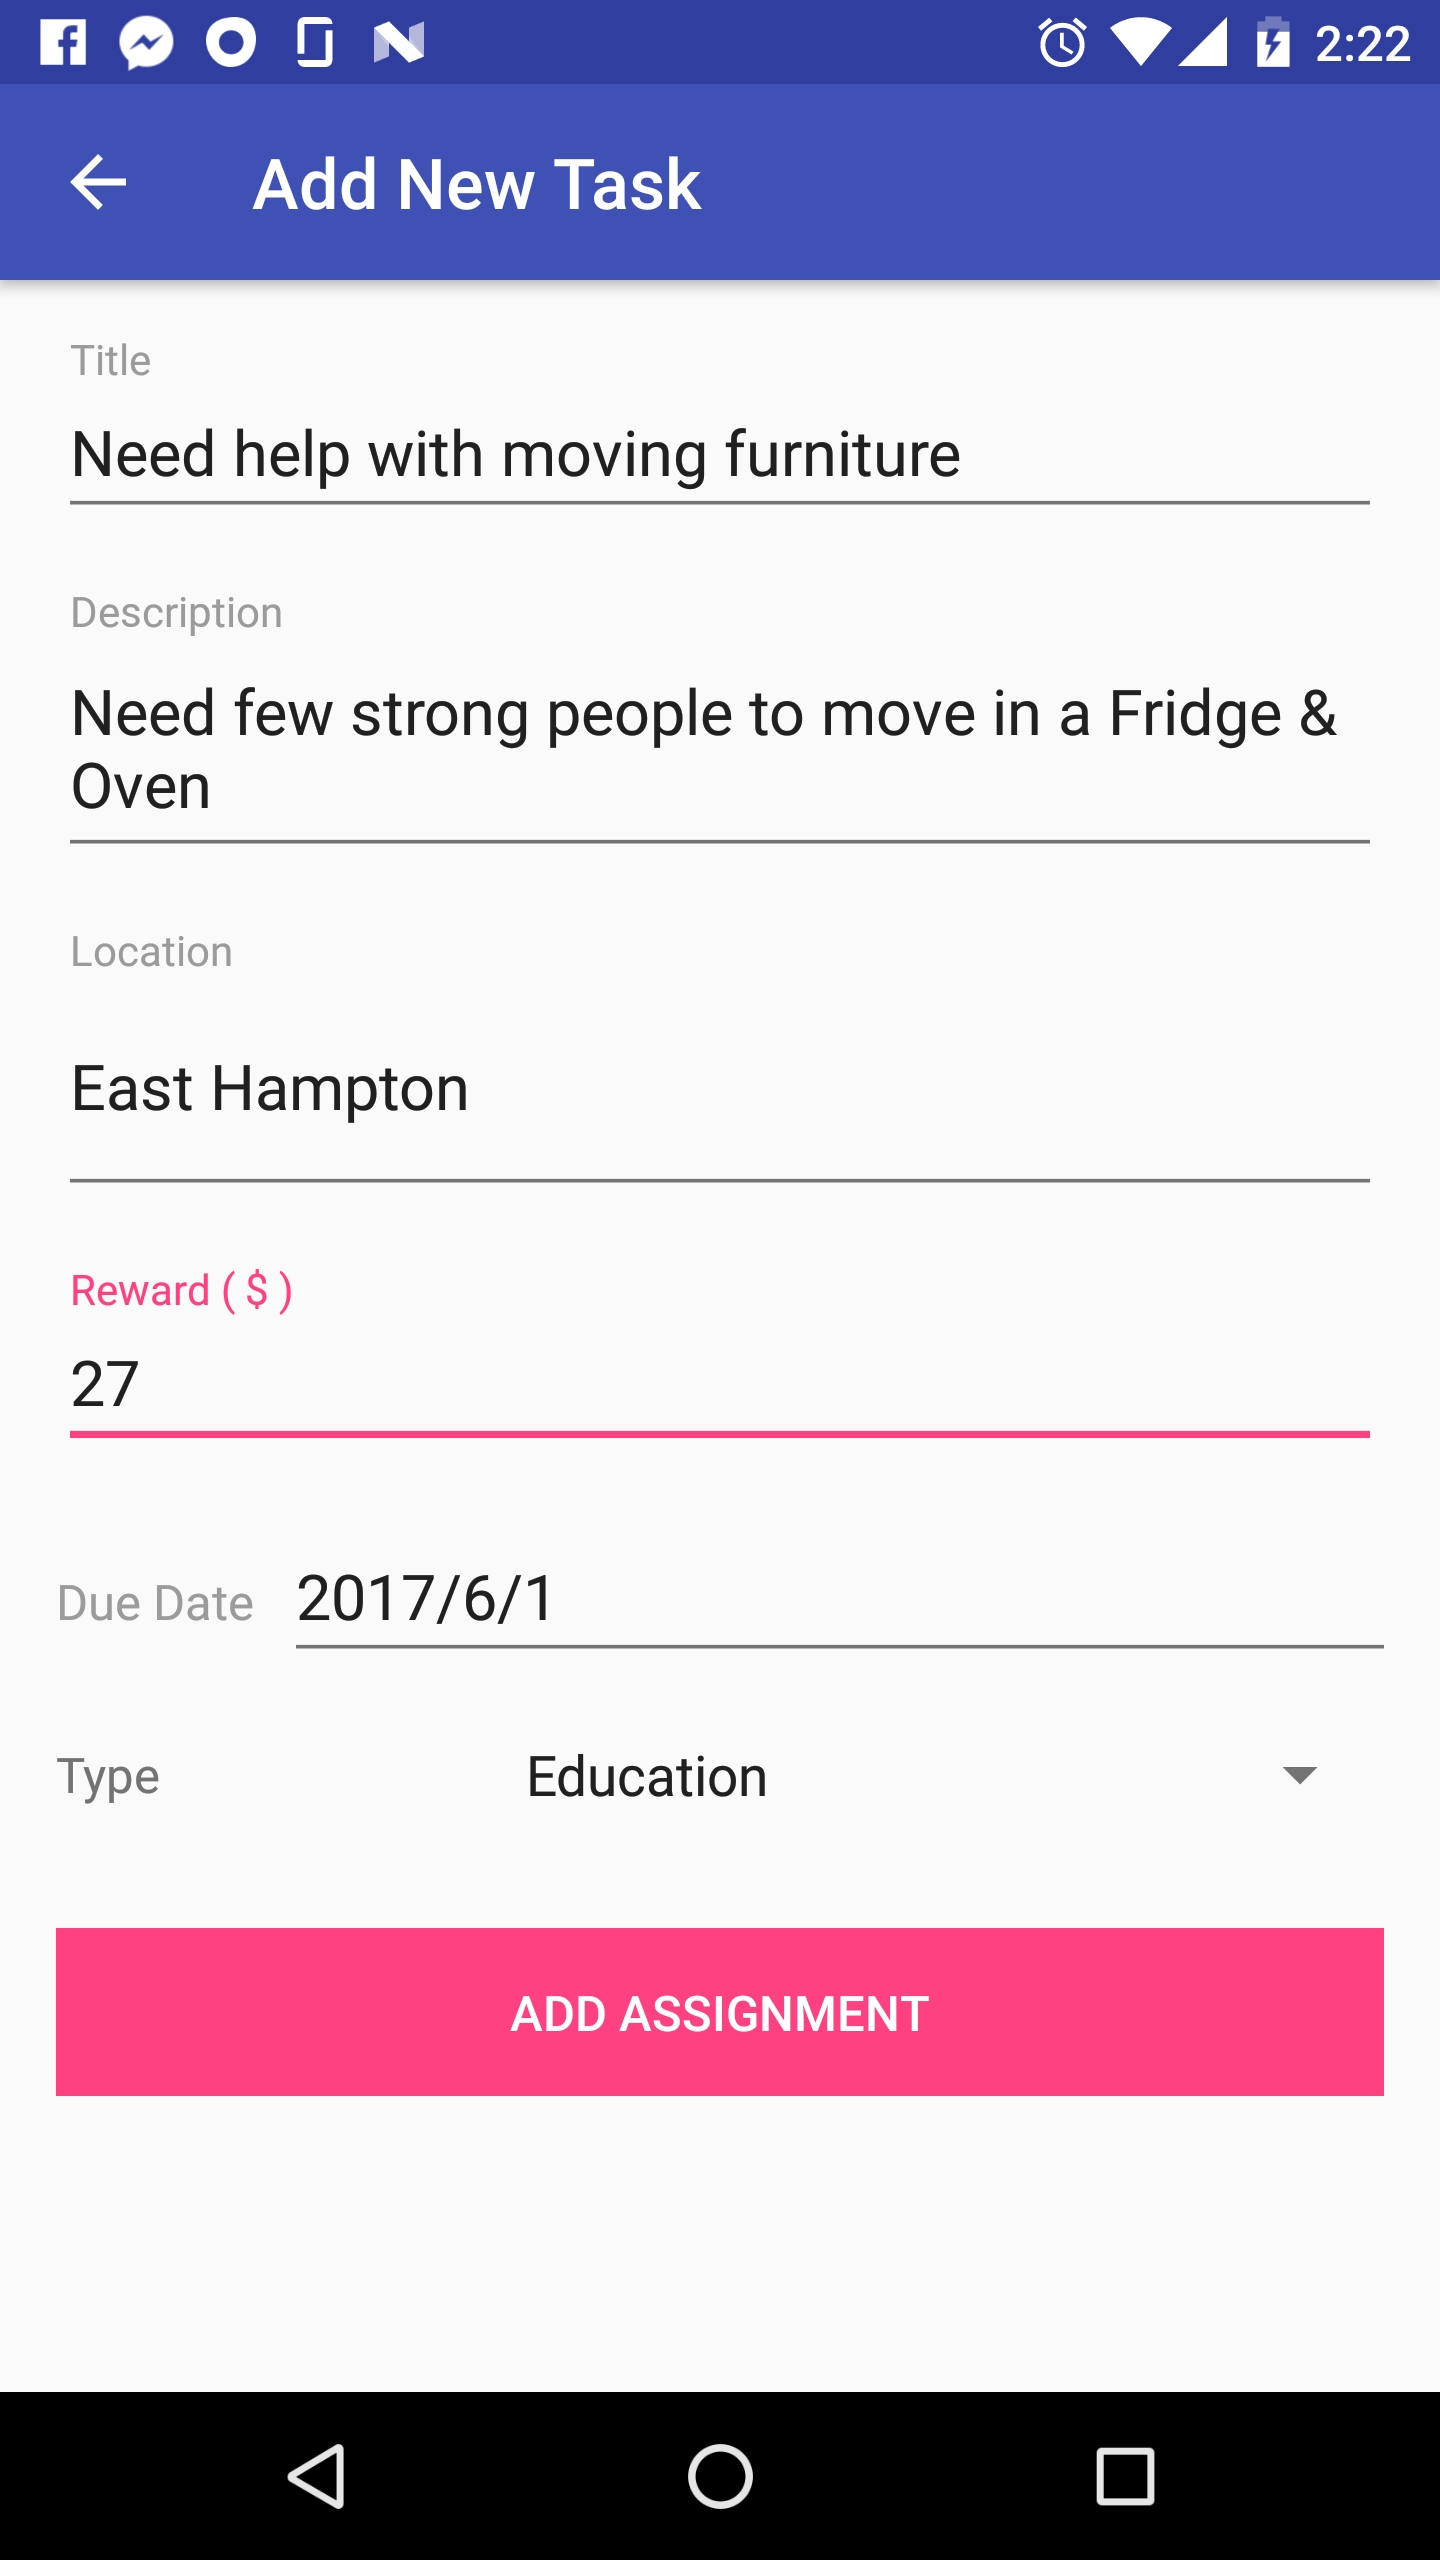 2:22
Add New Task
Title
Need help with moving furniture
Description
Need few strong people to move in a Fridge &
Oven
Location
East Hampton
Reward ( $ )
27
Due Date 2017/6/1
Type Education
ADD ASSIGNMENT